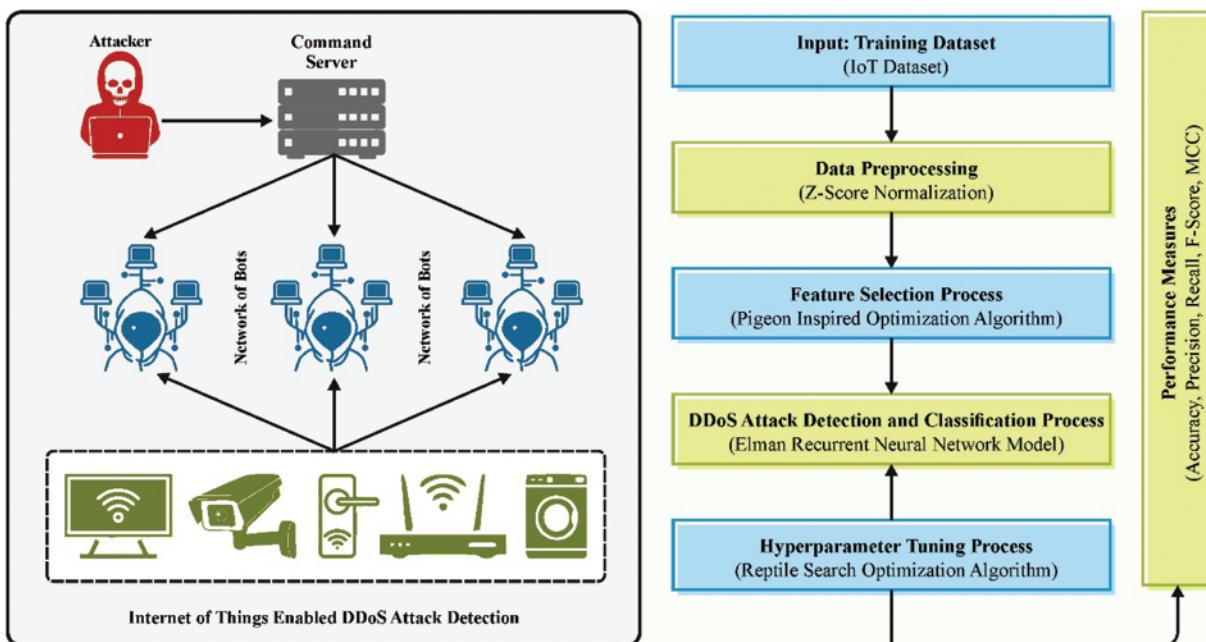 Attacker
Command
Server
Network of Bots
Network of Bots
Internet of Things Enabled DDoS Attack Detection
Input: Training Dataset
(IoT Dataset)
Data Preprocessing
(Z-Score Normalization)
Feature Selection Process
(Pigeon Inspired Optimization Algorithm)
DDoS Attack Detection and Classification Process
(Elman Recurrent Neural Network Model)
Hyperparameter Tuning Process
(Reptile Search Optimization Algorithm)
Performance Measures
(Accuracy, Precision, Recall, F-Score, MCC)